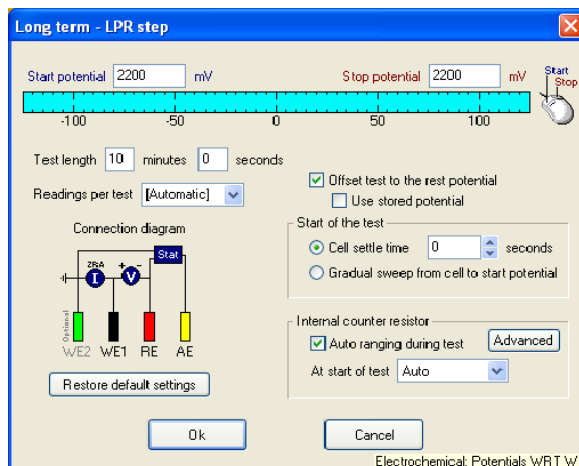 Long term - LPR step
Start potential 2200 mV Stop potential 2200 mV
Start
Stop
-100 -50 0 50 100
Test length 10 minutes 0 seconds
Readings per test [Automatic]
Offset test to the rest potential
Use stored potential
Connection diagram
Start of the test
Cell settle time 0 seconds
Gradual sweep from cell to start potential
ZRA + - Stat
I V
Optional
WE2 WE1 RE AE
Internal counter resistor
Auto ranging during test Advanced
At start of test Auto
Restore default settings
Ok Cancel
Electrochemical: Potentials WRT W